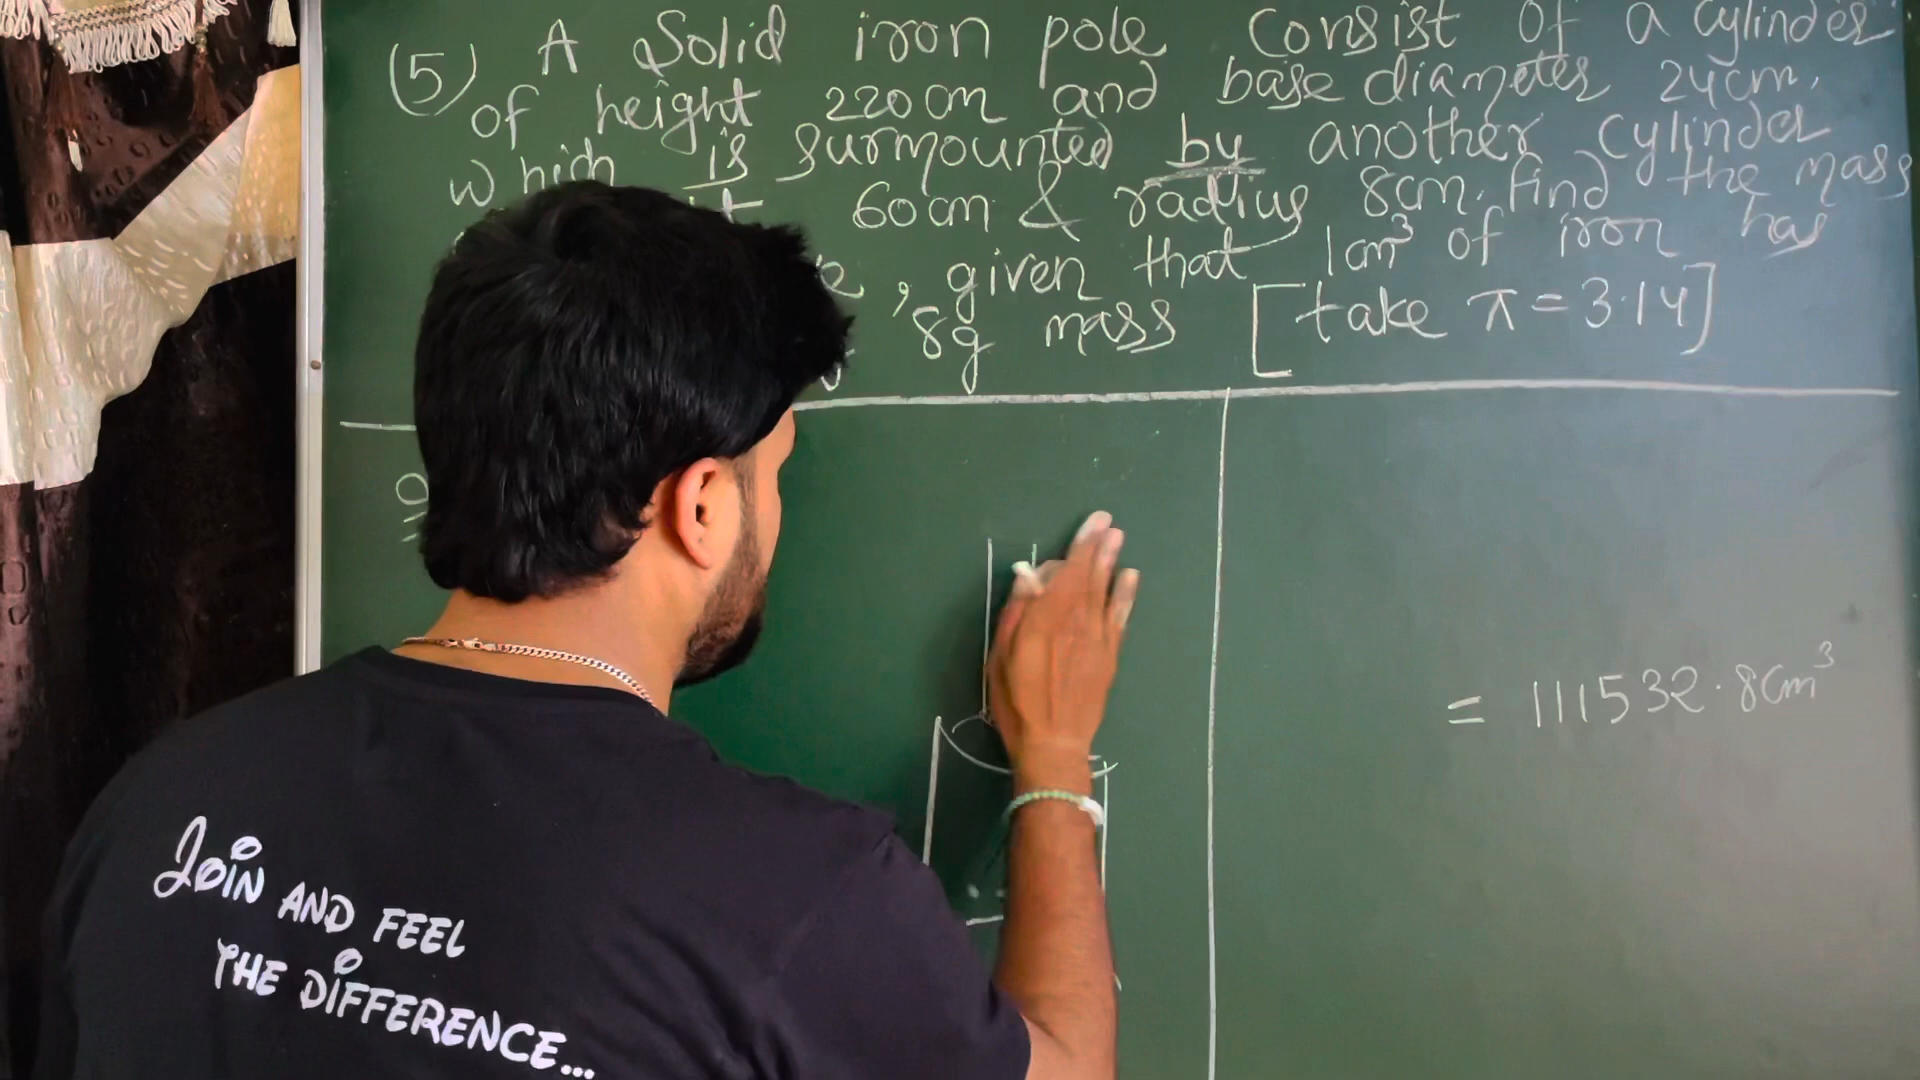 (5) A Solid iron pole Consist Of a Cylinder
of height 220cm and base diameter 24cm,
which is surmounted by another Cylinder
60cm & radius 8cm. find the mass
, given that 1cm³ of iron has
8g mass [take π = 3.14]
= 111532.8cm³
Join and feel
the difference...